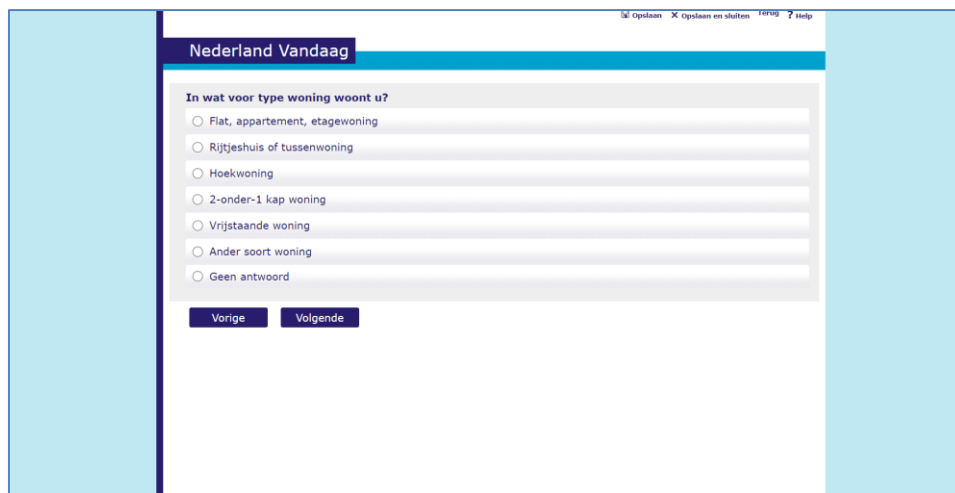 Opslaan X Opslaan en sluiten Terug ? Help
Nederland Vandaag
In wat voor type woning woont u?
Flat, appartement, etagewoning
Rijtjeshuis of tussenwoning
Hoekwoning
2-onder-1 kap woning
Vrijstaande woning
Ander soort woning
Geen antwoord
Vorige Volgende